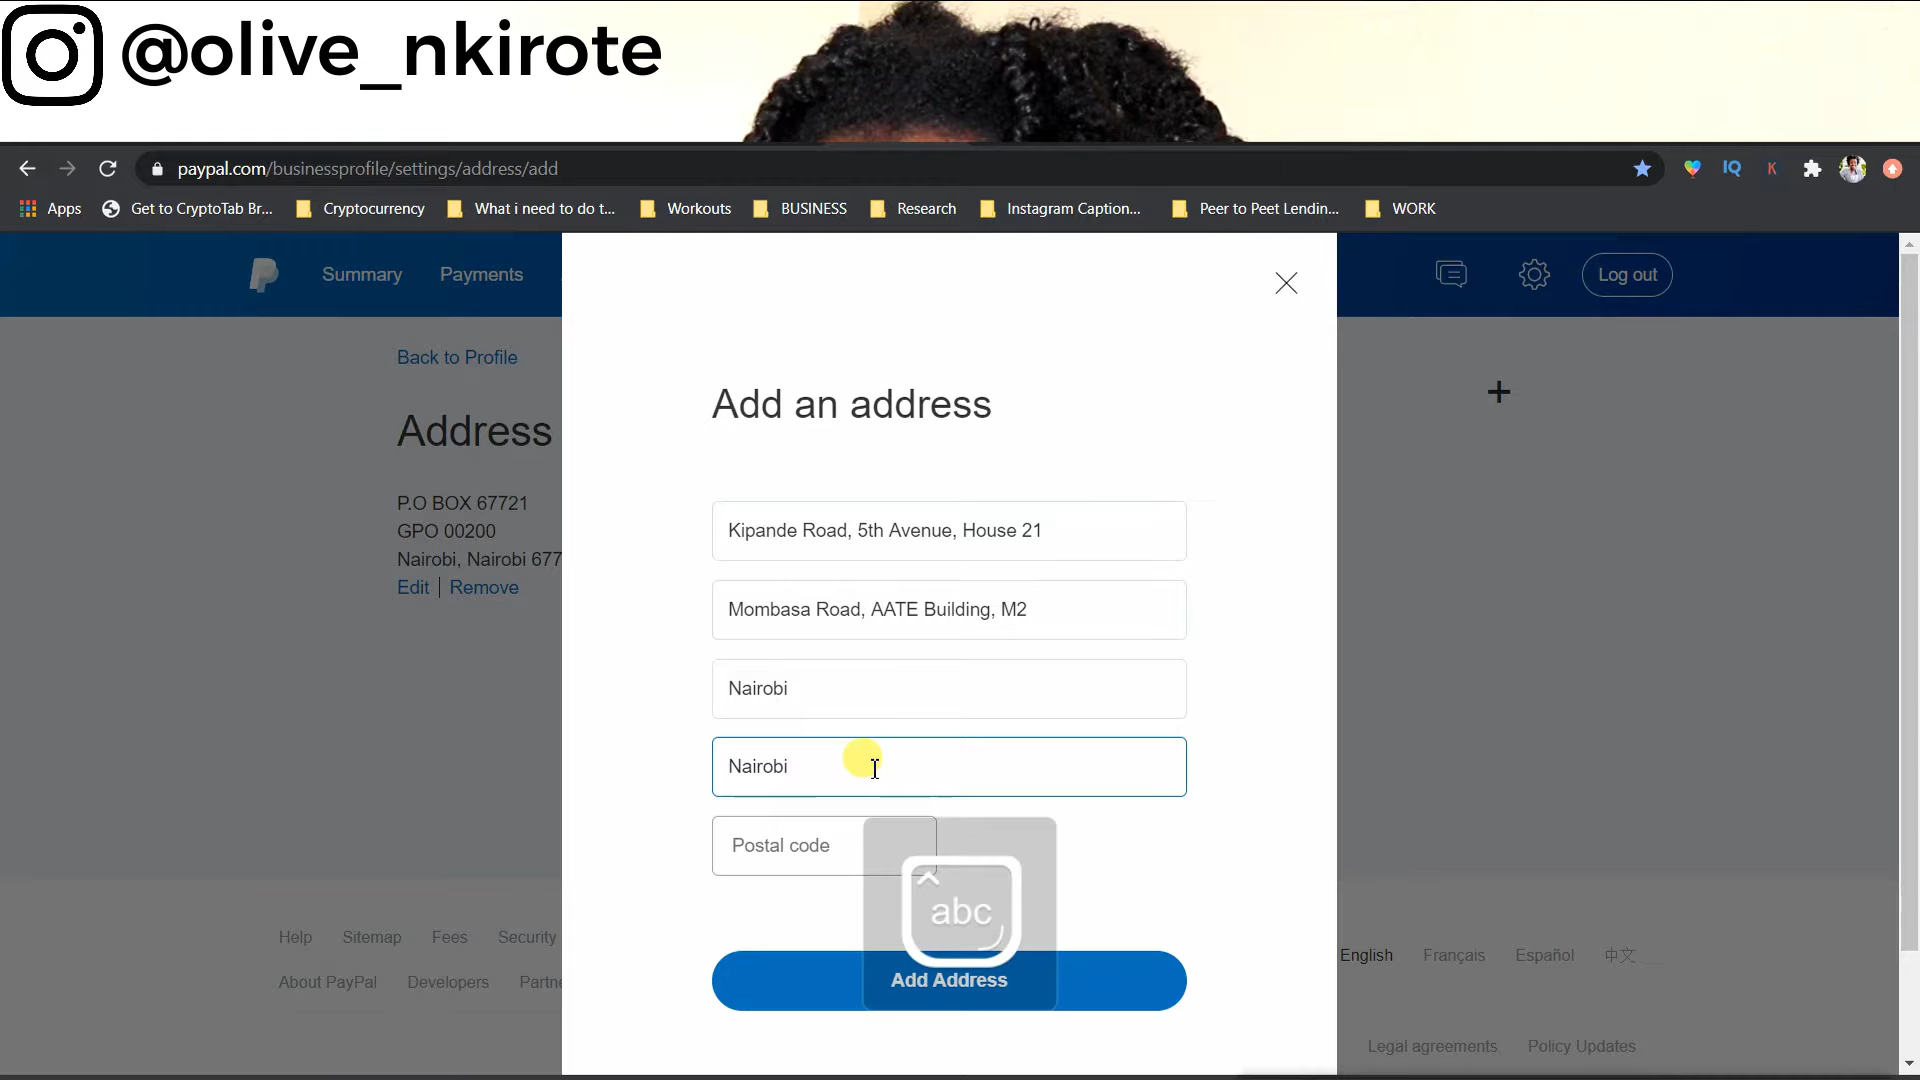 @olive_nkirote
paypal.com/businessprofile/settings/address/add
IQ
K
Apps
Get to CryptoTab Br...
Cryptocurrency
What i need to do t...
Workouts
BUSINESS
Research
Instagram Caption...
Peer to Peet Lendin...
WORK
Summary
Payments
Log out
Back to Profile
Address
P.O BOX 67721
GPO 00200
Nairobi, Nairobi 677
Edit | Remove
Add an address
Kipande Road, 5th Avenue, House 21
Mombasa Road, AATE Building, M2
Nairobi
Nairobi
Postal code
abc
Add Address
Help
Sitemap
Fees
Security
About PayPal
Developers
Partne
English
Français
Español
中文
Legal agreements
Policy Updates